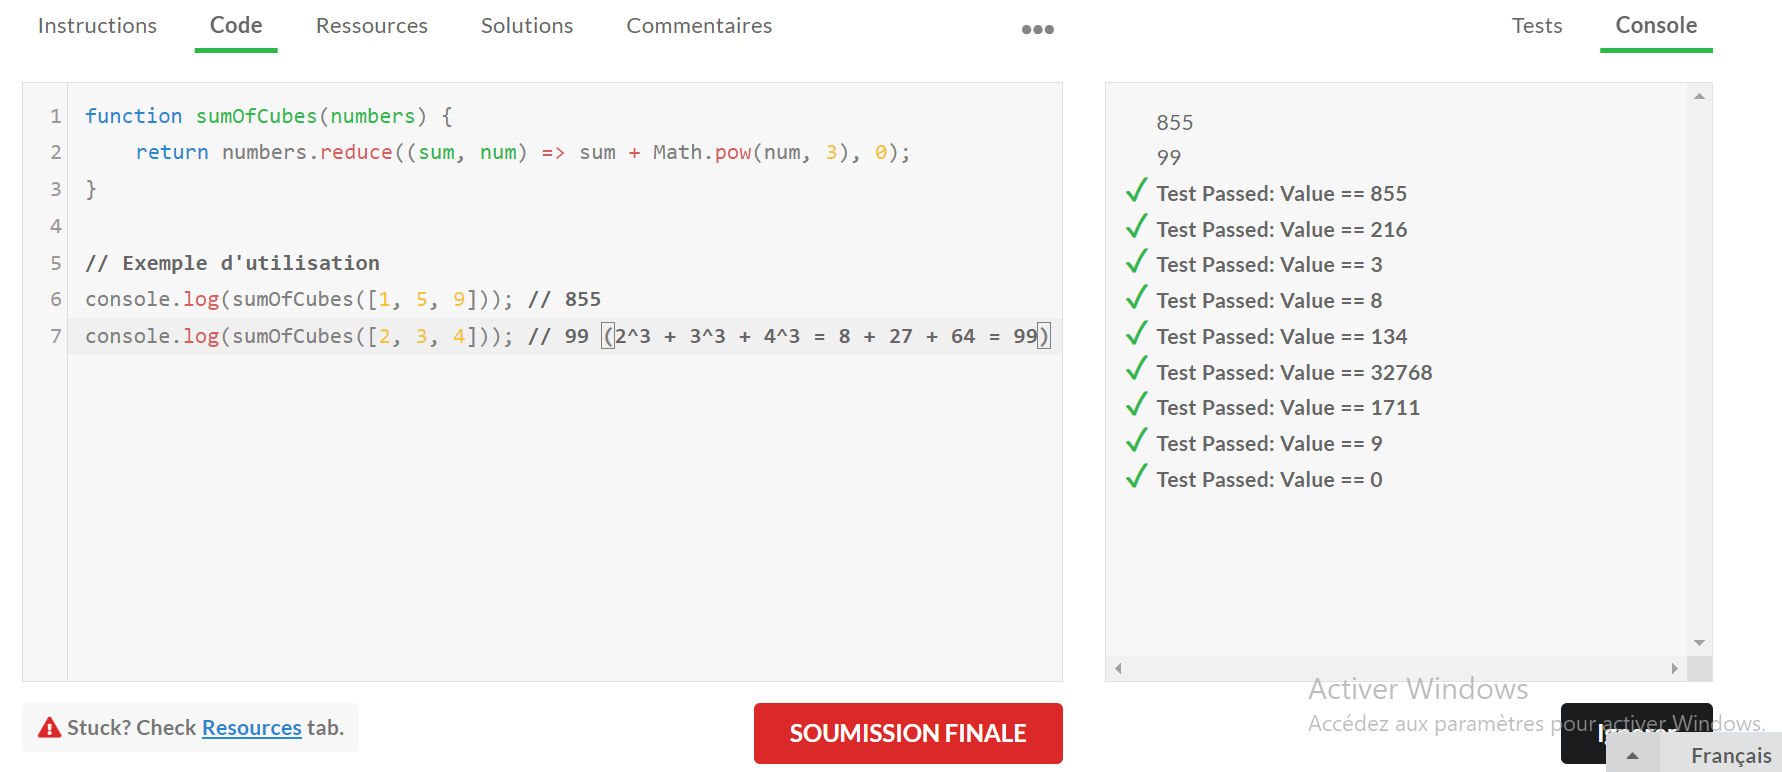 Instructions Code Ressources Solutions Commentaires ●●● Tests Console
1 function sumOfCubes(numbers) {
2 return numbers.reduce((sum, num) => sum + Math.pow(num, 3), 0);
3 }
4
5 // Exemple d'utilisation
6 console.log(sumOfCubes([1, 5, 9])); // 855
7 console.log(sumOfCubes([2, 3, 4])); // 99 (2^3 + 3^3 + 4^3 = 8 + 27 + 64 = 99)
855
99
✓ Test Passed: Value == 855
✓ Test Passed: Value == 216
✓ Test Passed: Value == 3
✓ Test Passed: Value == 8
✓ Test Passed: Value == 134
✓ Test Passed: Value == 32768
✓ Test Passed: Value == 1711
✓ Test Passed: Value == 9
✓ Test Passed: Value == 0
Stuck? Check Resources tab.
SOUMISSION FINALE
Activer Windows
Accédez aux paramètres pour activer Windows.
Ignorer
Français